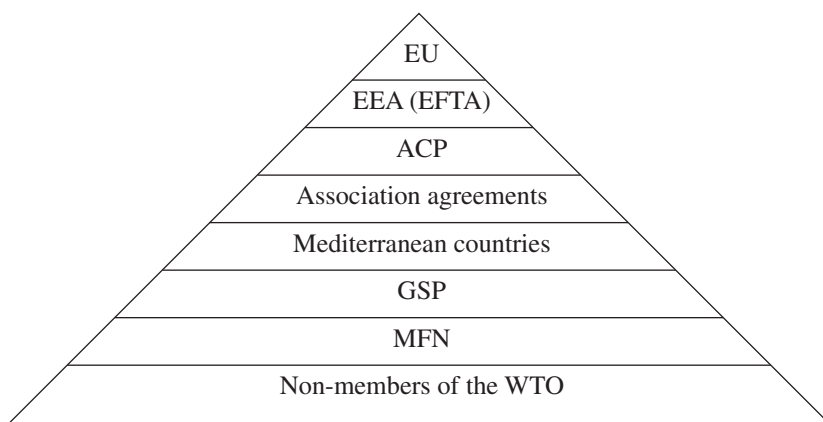 EU
EEA (EFTA)
ACP
Association agreements
Mediterranean countries
GSP
MFN
Non-members of the WTO